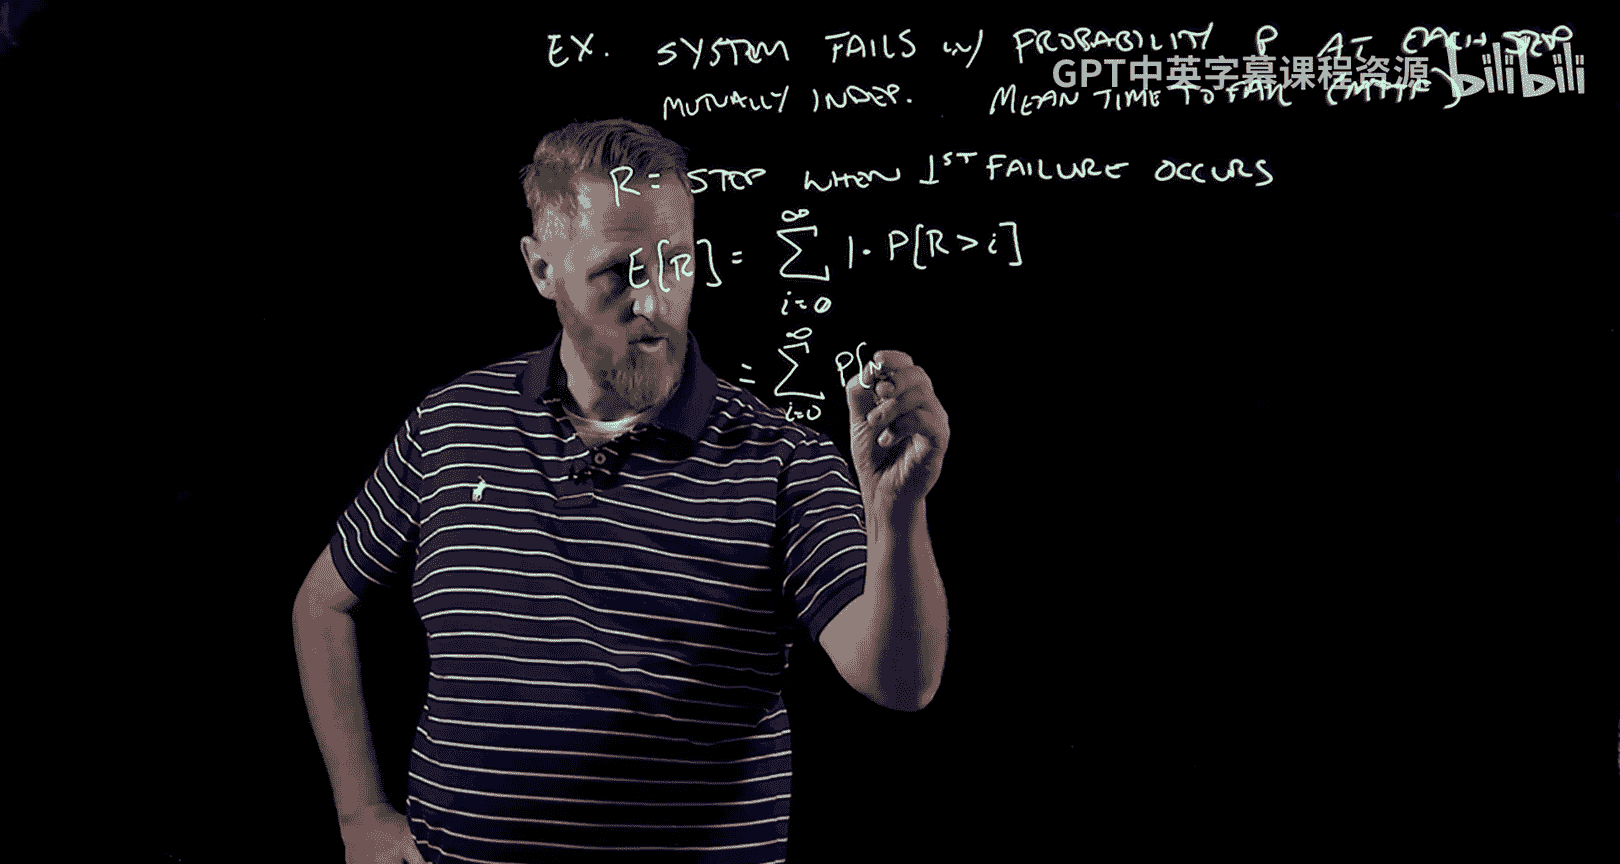 EX. SYSTEM FAILS w/ PROBABILITY P AT EACH STEP
GPT中英字幕课程资源 bilibili
MUTUALLY INDEP. MEAN TIME TO FAIL (MTTF)
R = STEP WHEN 1ST FAILURE OCCURS
E[R] = ∞ ∑ i=0 1 · P[R > i]
= ∞ ∑ i=0 P[N